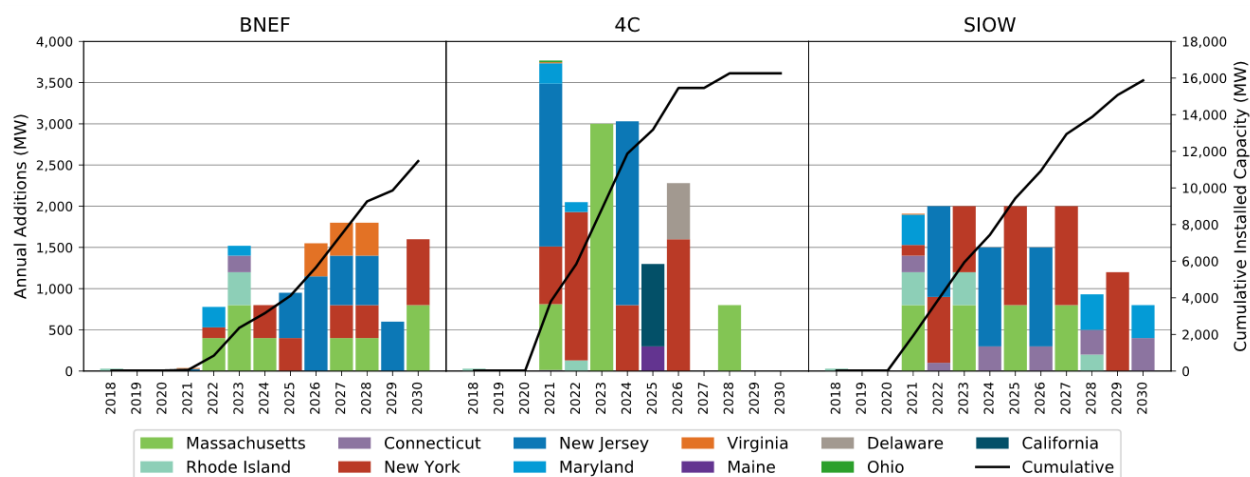 BNEF 4C SIOW
4,000 18,000
3,500 16,000
3,000 14,000
2,500 12,000
2,000 10,000
1,500 8,000
1,000 6,000
500 4,000
0 2,000
0
Annual Additions (MW)
Cumulative Installed Capacity (MW)
2018 2019 2020 2021 2022 2023 2024 2025 2026 2027 2028 2029 2030
2018 2019 2020 2021 2022 2023 2024 2025 2026 2027 2028 2029 2030
2018 2019 2020 2021 2022 2023 2024 2025 2026 2027 2028 2029 2030
Massachusetts Connecticut New Jersey Virginia Delaware California
Rhode Island New York Maryland Maine Ohio Cumulative